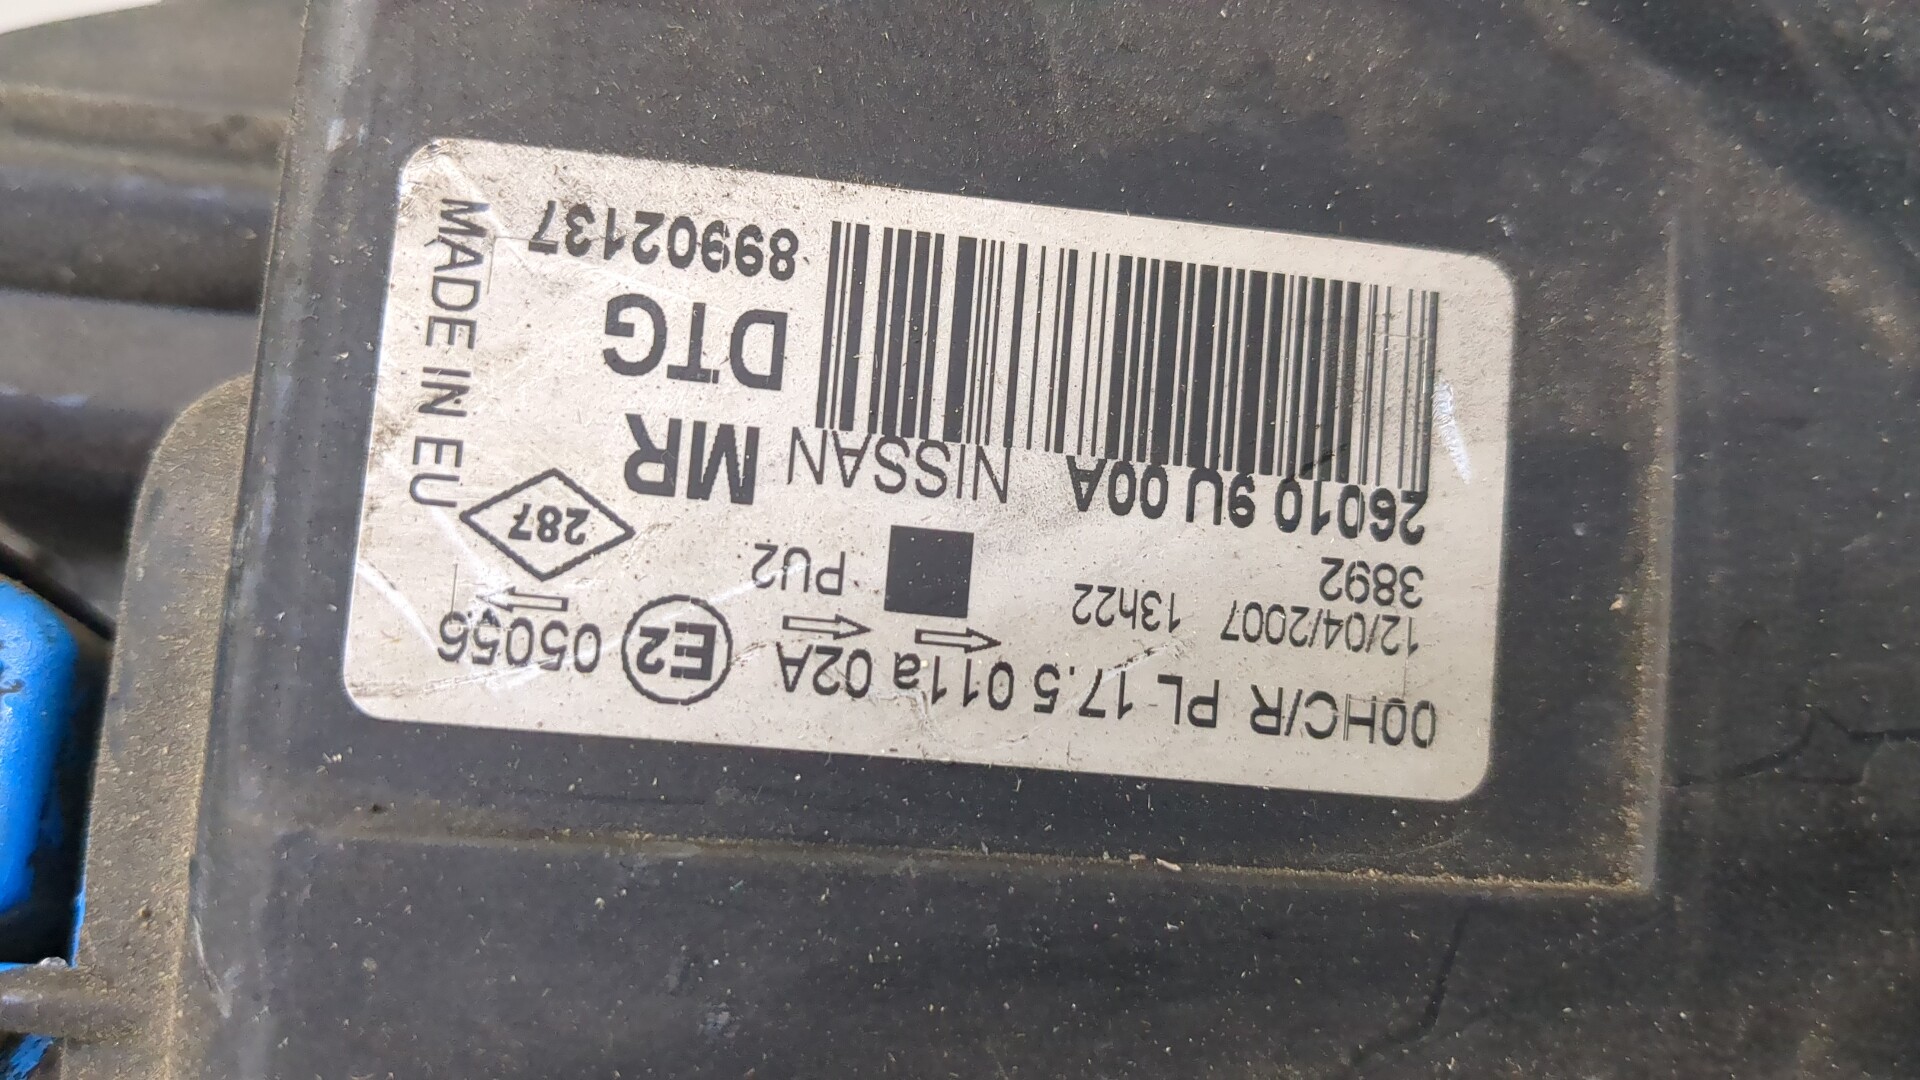 00HC/R PL 17.5 011a 02A E2 05056
12/04/2007 13h22
3892
PU2
287
26010 9U 00A
NISSAN MR
DTG
89902137
MADE IN EU